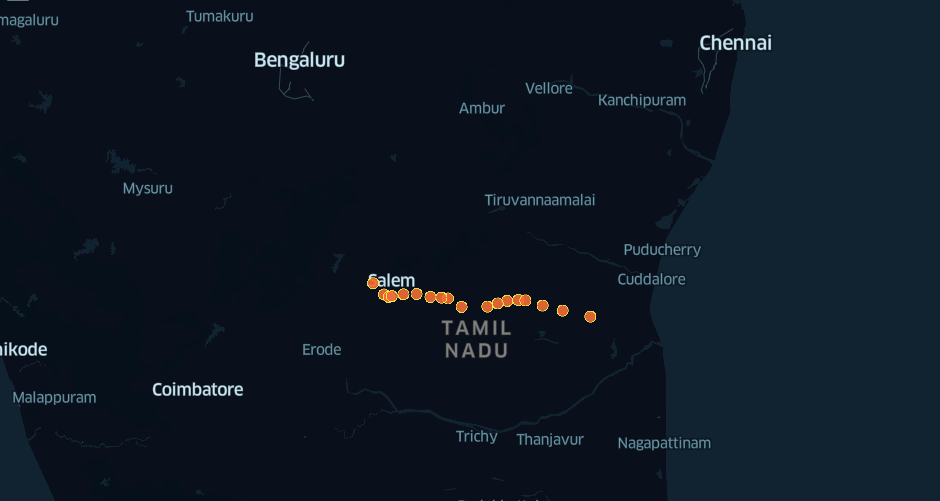 magaluru
Tumakuru
Chennai
Bengaluru
Vellore
Kanchipuram
Ambur
Mysuru
Tiruvannaamalai
Puducherry
Cuddalore
Salem
TAMIL
NADU
Erode
ikode
Coimbatore
Malappuram
Trichy
Thanjavur
Nagapattinam